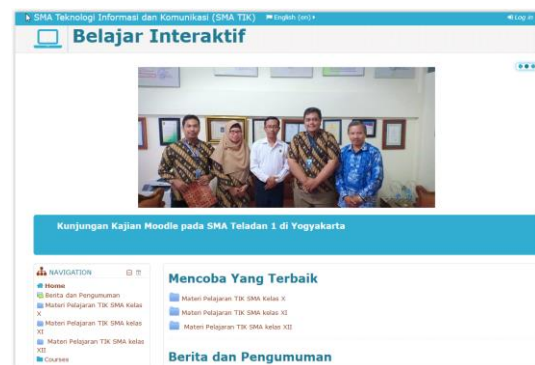 SMA Teknologi Informasi dan Komunikasi (SMA TIK) English (en)
Log in
Belajar Interaktif
Kunjungan Kajian Moodle pada SMA Teladan 1 di Yogyakarta
NAVIGATION
Home
Berita dan Pengumuman
Materi Pelajaran TIK SMA Kelas
X
Materi Pelajaran TIK SMA kelas
XI
Materi Pelajaran TIK SMA kelas
XII
Courses
Mencoba Yang Terbaik
Materi Pelajaran TIK SMA Kelas X
Materi Pelajaran TIK SMA kelas XI
Materi Pelajaran TIK SMA kelas XII
Berita dan Pengumuman